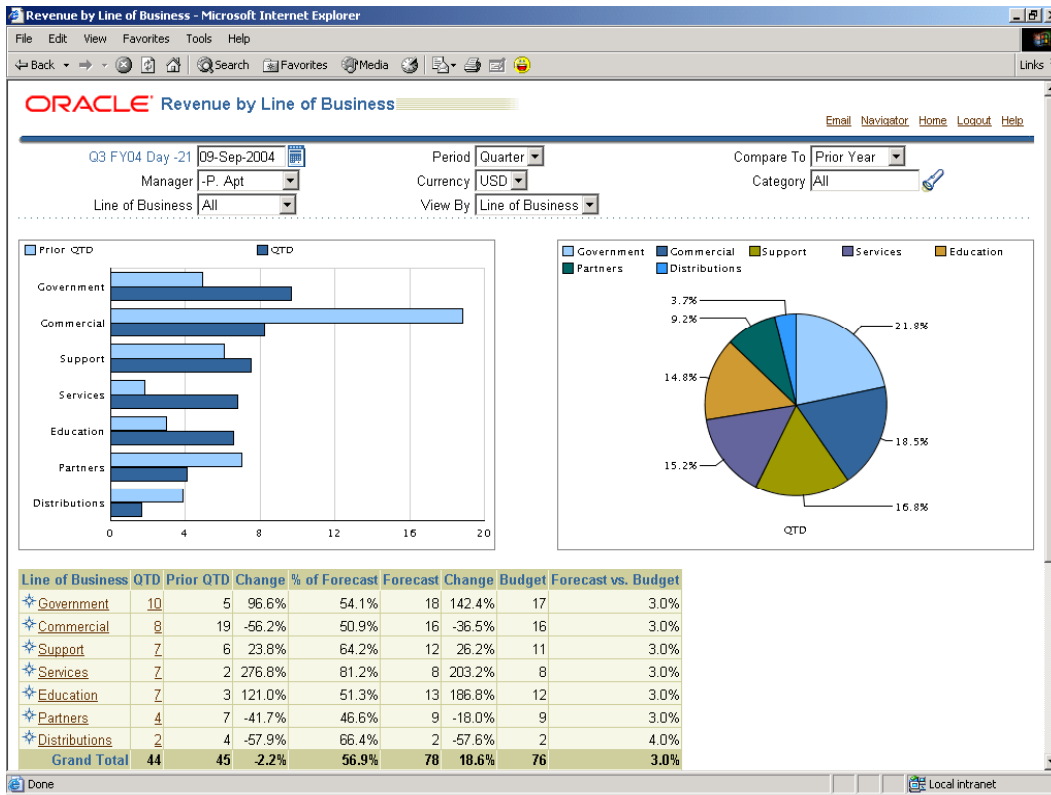 Revenue by Line of Business - Microsoft Internet Explorer
File Edit View Favorites Tools Help
Back Search Favorites Media Links
ORACLE Revenue by Line of Business
Email Navigator Home Logout Help
Q3 FY04 Day -21 09-Sep-2004 Period Quarter Compare To Prior Year
Manager -P. Apt Currency USD Category All
Line of Business All View By Line of Business
Prior QTD QTD
Government
Commercial
Support
Services
Education
Partners
Distributions
0 4 8 12 16 20
Government Commercial Support Services Education
Partners Distributions
3.7%
9.2%
21.8%
14.8%
18.5%
15.2%
16.8%
QTD
Line of Business QTD Prior QTD Change % of Forecast Forecast Change Budget Forecast vs. Budget
Government 10 5 96.6% 54.1% 18 142.4% 17 3.0%
Commercial 8 19 -56.2% 50.9% 16 -36.5% 16 3.0%
Support 7 6 23.8% 64.2% 12 26.2% 11 3.0%
Services 7 2 276.8% 81.2% 8 203.2% 8 3.0%
Education 7 3 121.0% 51.3% 13 186.8% 12 3.0%
Partners 4 7 -41.7% 46.6% 9 -18.0% 9 3.0%
Distributions 2 4 -57.9% 66.4% 2 -57.6% 2 4.0%
Grand Total 44 45 -2.2% 56.9% 78 18.6% 76 3.0%
Done Local intranet